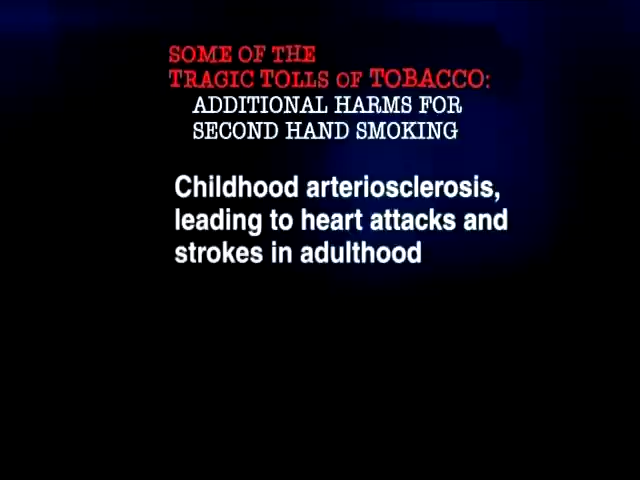 SOME OF THE
TRAGIC TOLLS OF TOBACCO:
ADDITIONAL HARMS FOR
SECOND HAND SMOKING
Childhood arteriosclerosis,
leading to heart attacks and
strokes in adulthood